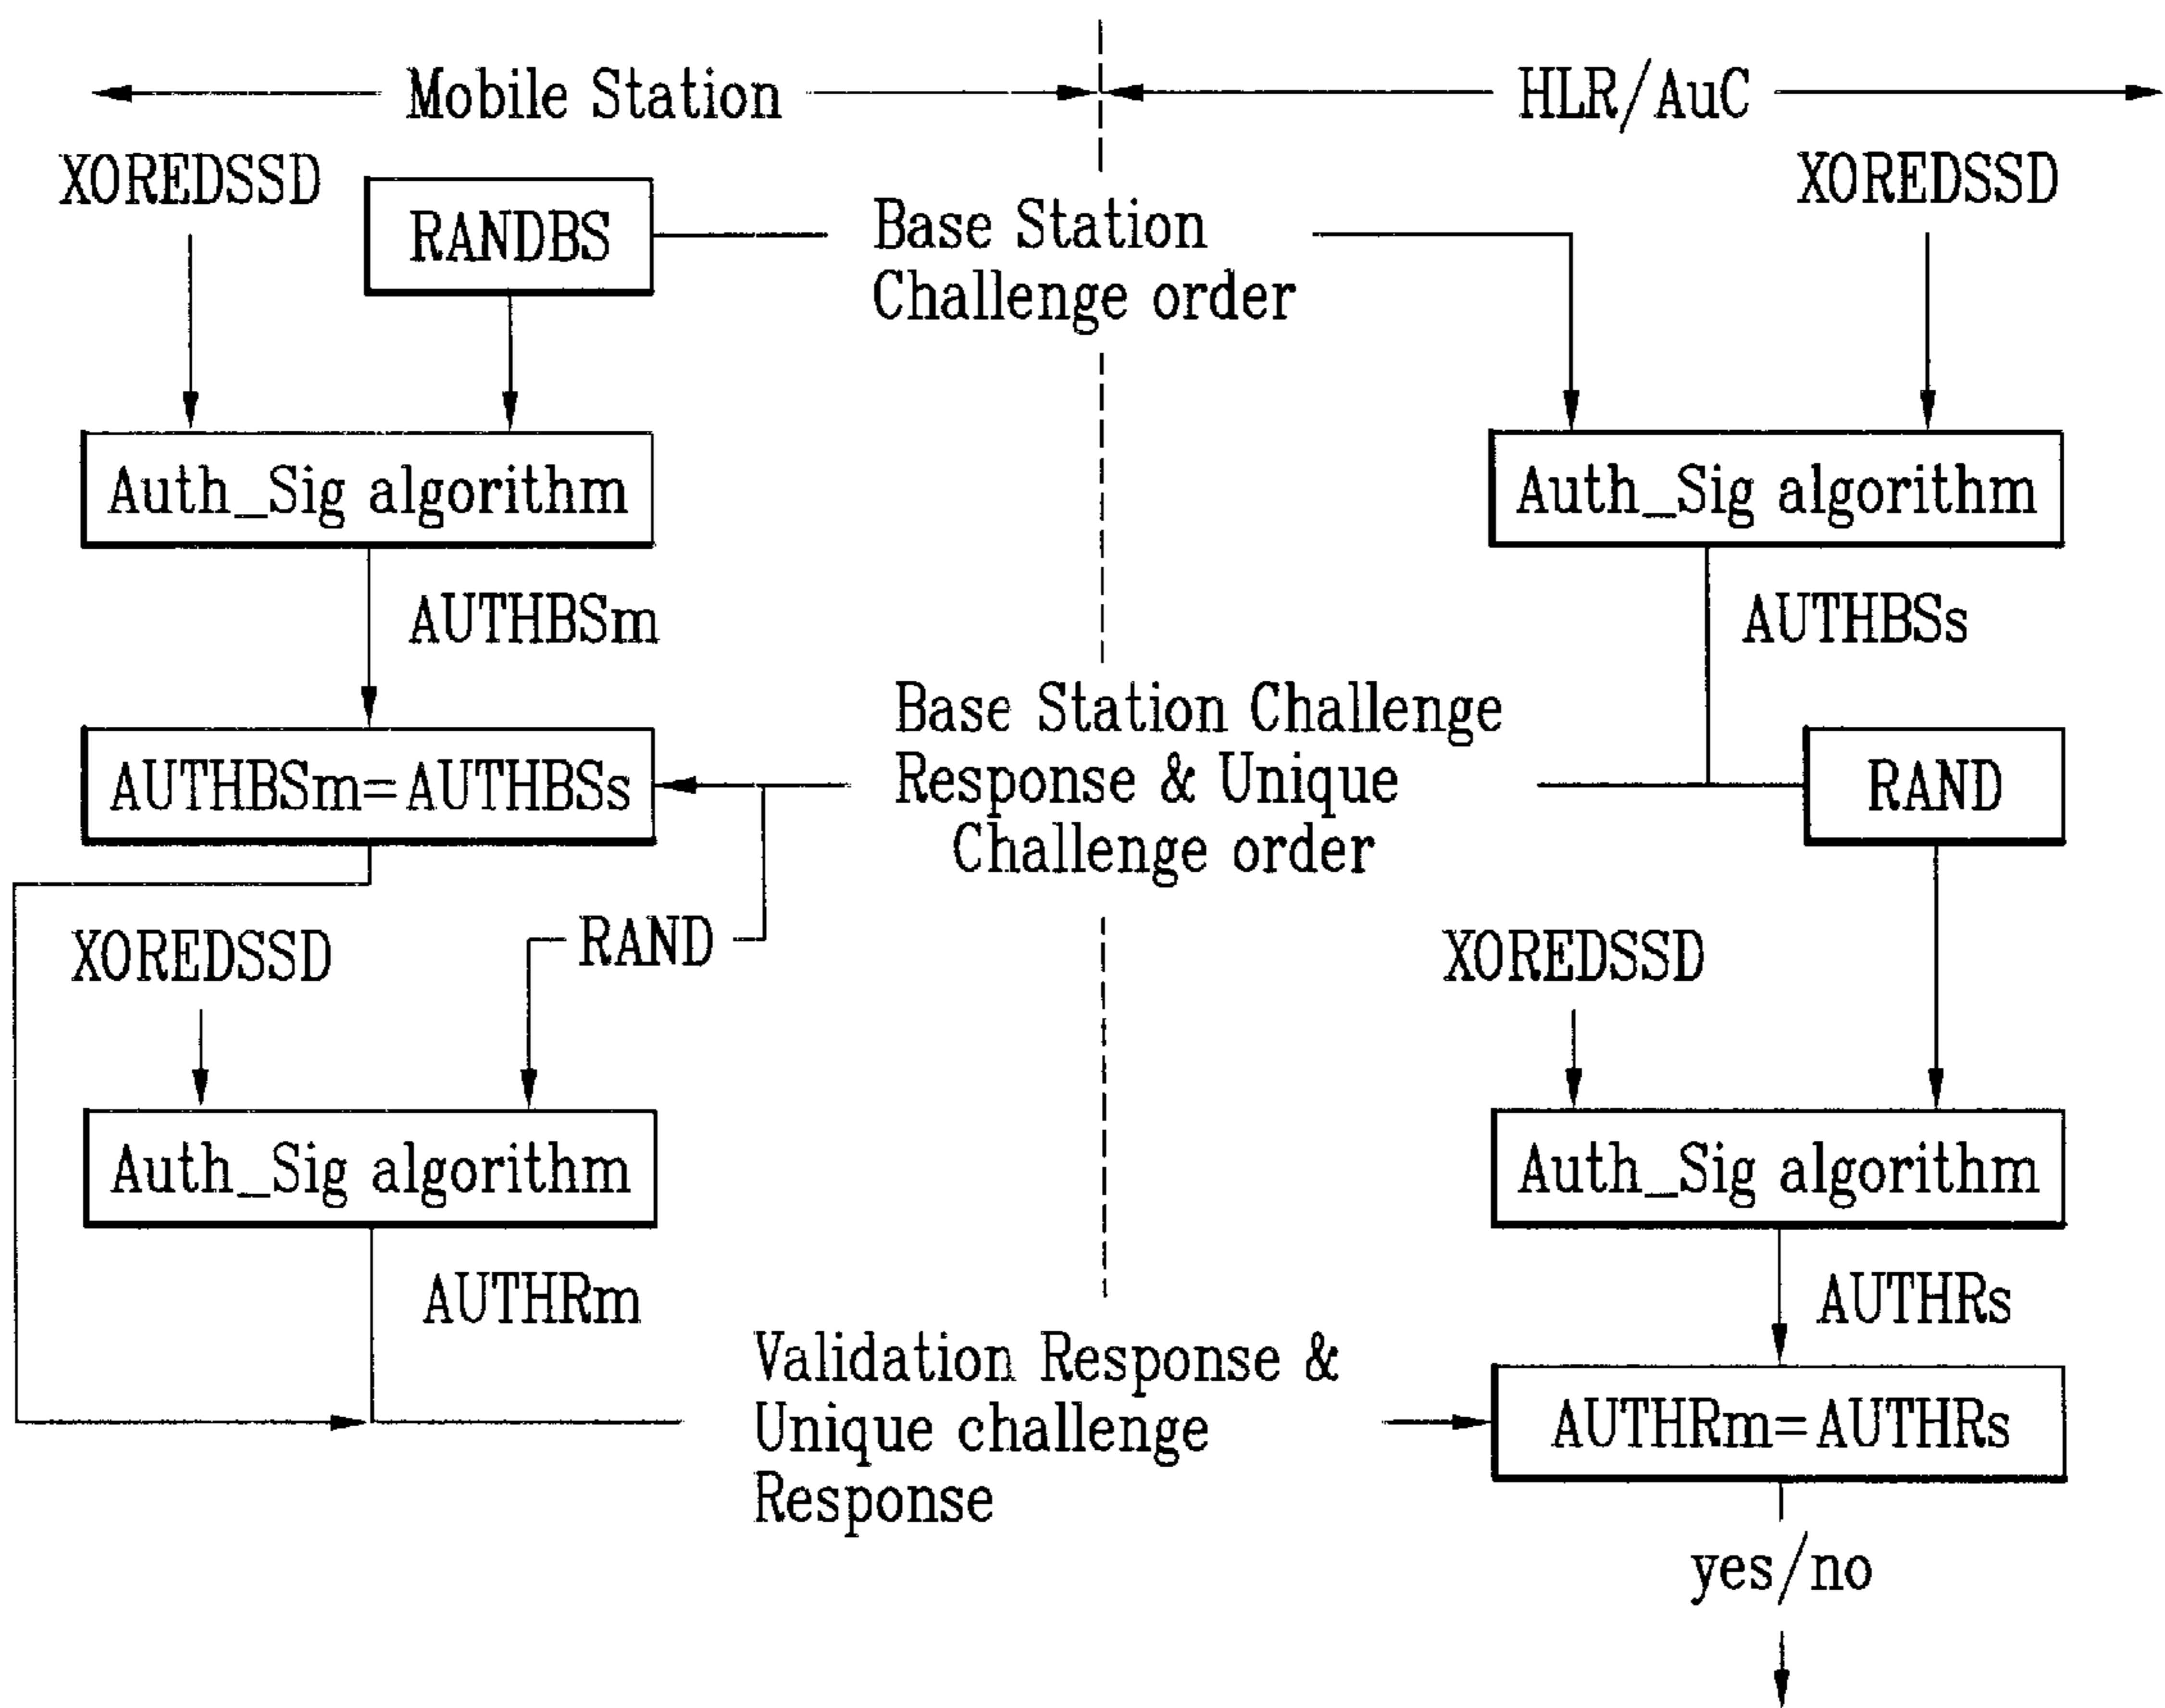 Mobile Station
HLR/AuC
XOREDSSD
RANDBS
Base Station
Challenge order
XOREDSSD
Auth_Sig algorithm
Auth_Sig algorithm
AUTHBSm
AUTHBSs
AUTHBSm=AUTHBSs
Base Station Challenge
Response & Unique
Challenge order
RAND
XOREDSSD
RAND
XOREDSSD
Auth_Sig algorithm
Auth_Sig algorithm
AUTHRm
AUTHRs
Validation Response &
Unique challenge
Response
AUTHRm=AUTHRs
yes/no